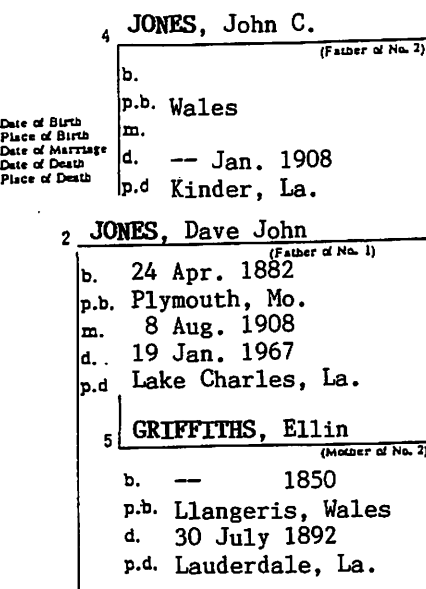 4 JONES, John C.
(Father of No. 2)
b.
p.b. Wales
Date of Birth
Place of Birth
m.
Date of Marriage
Date of Death
d. -- Jan. 1908
Place of Death
p.d Kinder, La.
2 JONES, Dave John
(Father of No. 1)
b. 24 Apr. 1882
p.b. Plymouth, Mo.
m. 8 Aug. 1908
d. . 19 Jan. 1967
p.d Lake Charles, La.
5 GRIFFITHS, Ellin
(Mother of No. 2)
b. -- 1850
p.b. Llangeris, Wales
d. 30 July 1892
p.d. Lauderdale, La.